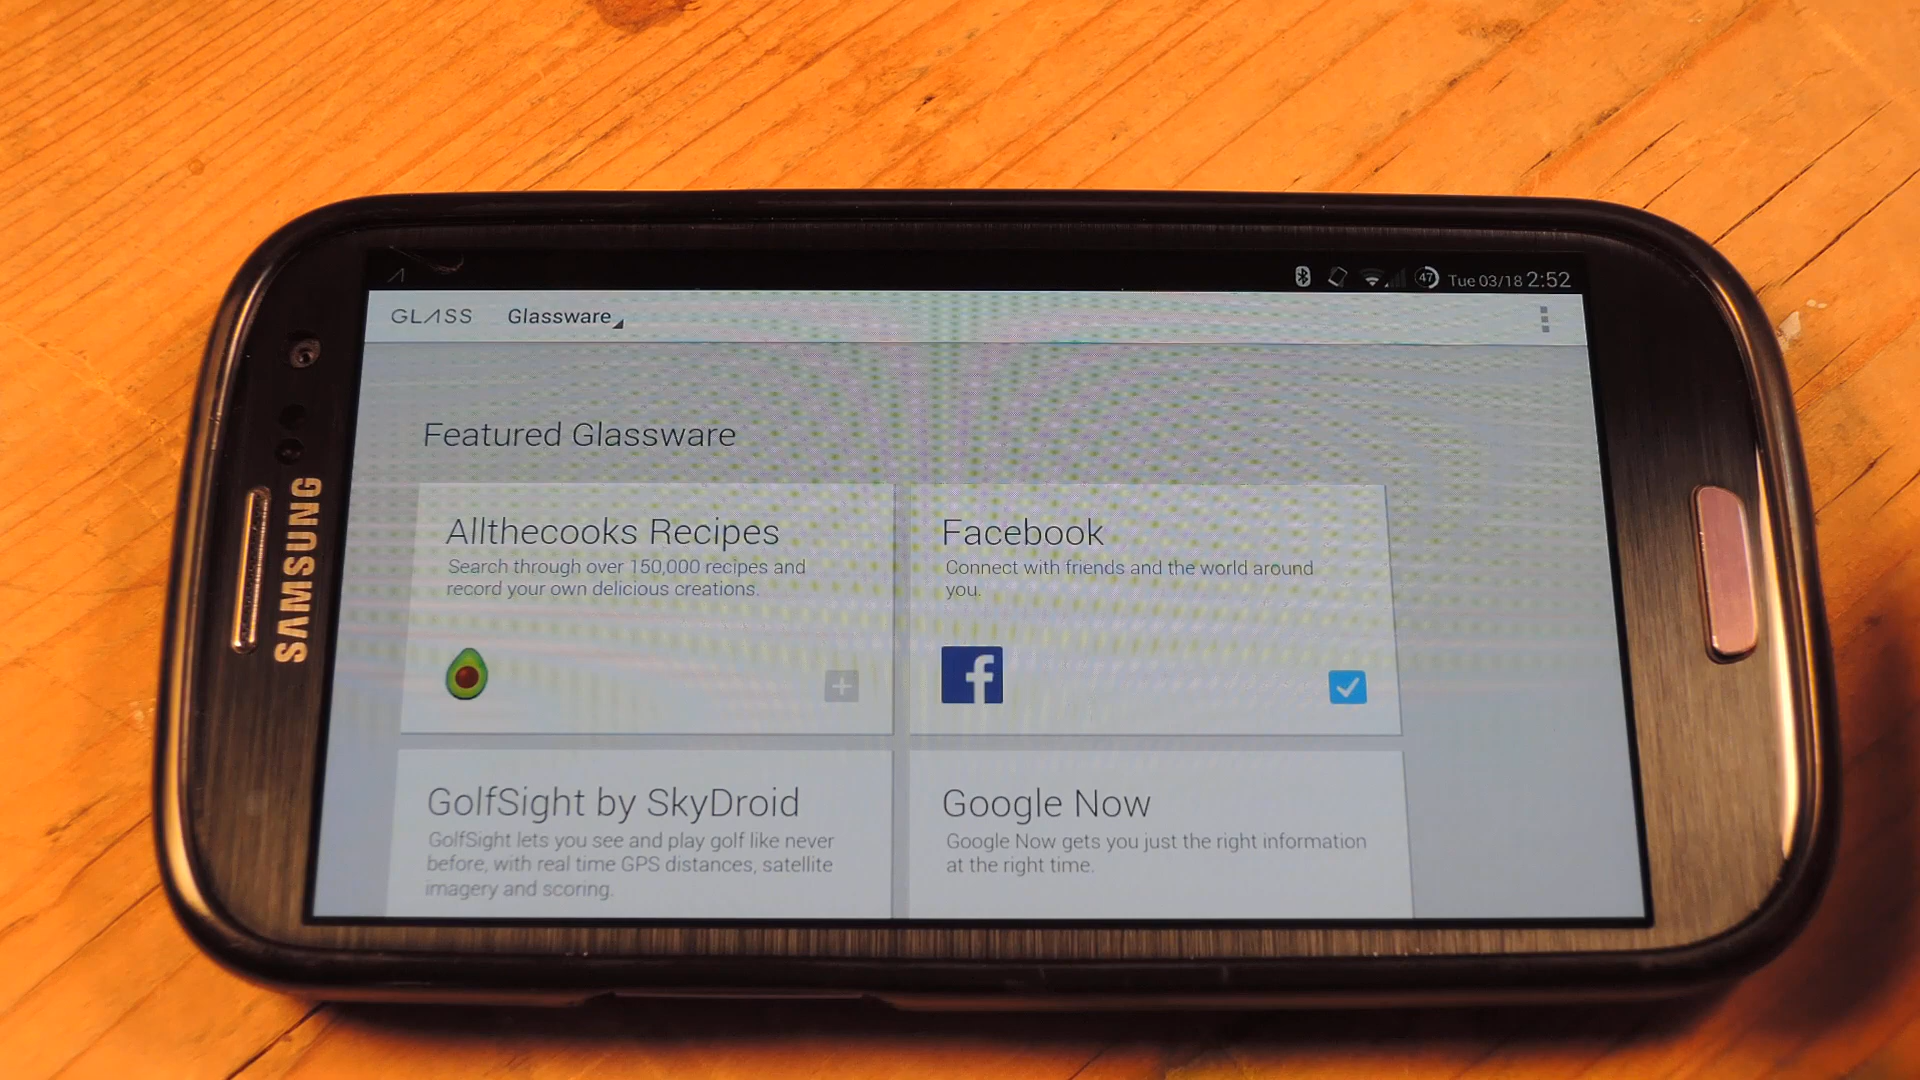 47 Tue 03/18 2:52
GLASS Glassware
Featured Glassware
Allthecooks Recipes
Search through over 150,000 recipes and
record your own delicious creations.
Facebook
Connect with friends and the world around
you.
f
GolfSight by SkyDroid
GolfSight lets you see and play golf like never
before, with real time GPS distances, satellite
imagery and scoring.
Google Now
Google Now gets you just the right information
at the right time.
SAMSUNG